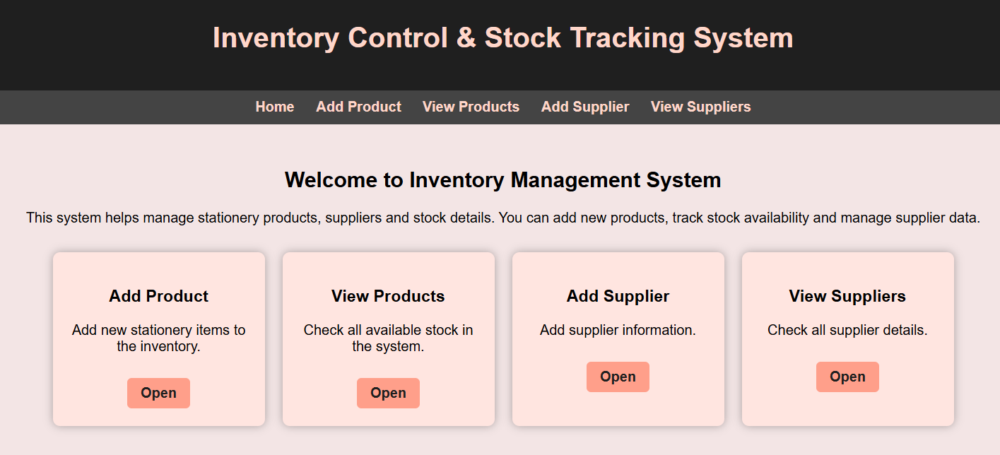 Inventory Control & Stock Tracking System
Home Add Product View Products Add Supplier View Suppliers
Welcome to Inventory Management System
This system helps manage stationery products, suppliers and stock details. You can add new products, track stock availability and manage supplier data.
Add Product
Add new stationery items to
the inventory.
Open
View Products
Check all available stock in
the system.
Open
Add Supplier
Add supplier information.
Open
View Suppliers
Check all supplier details.
Open